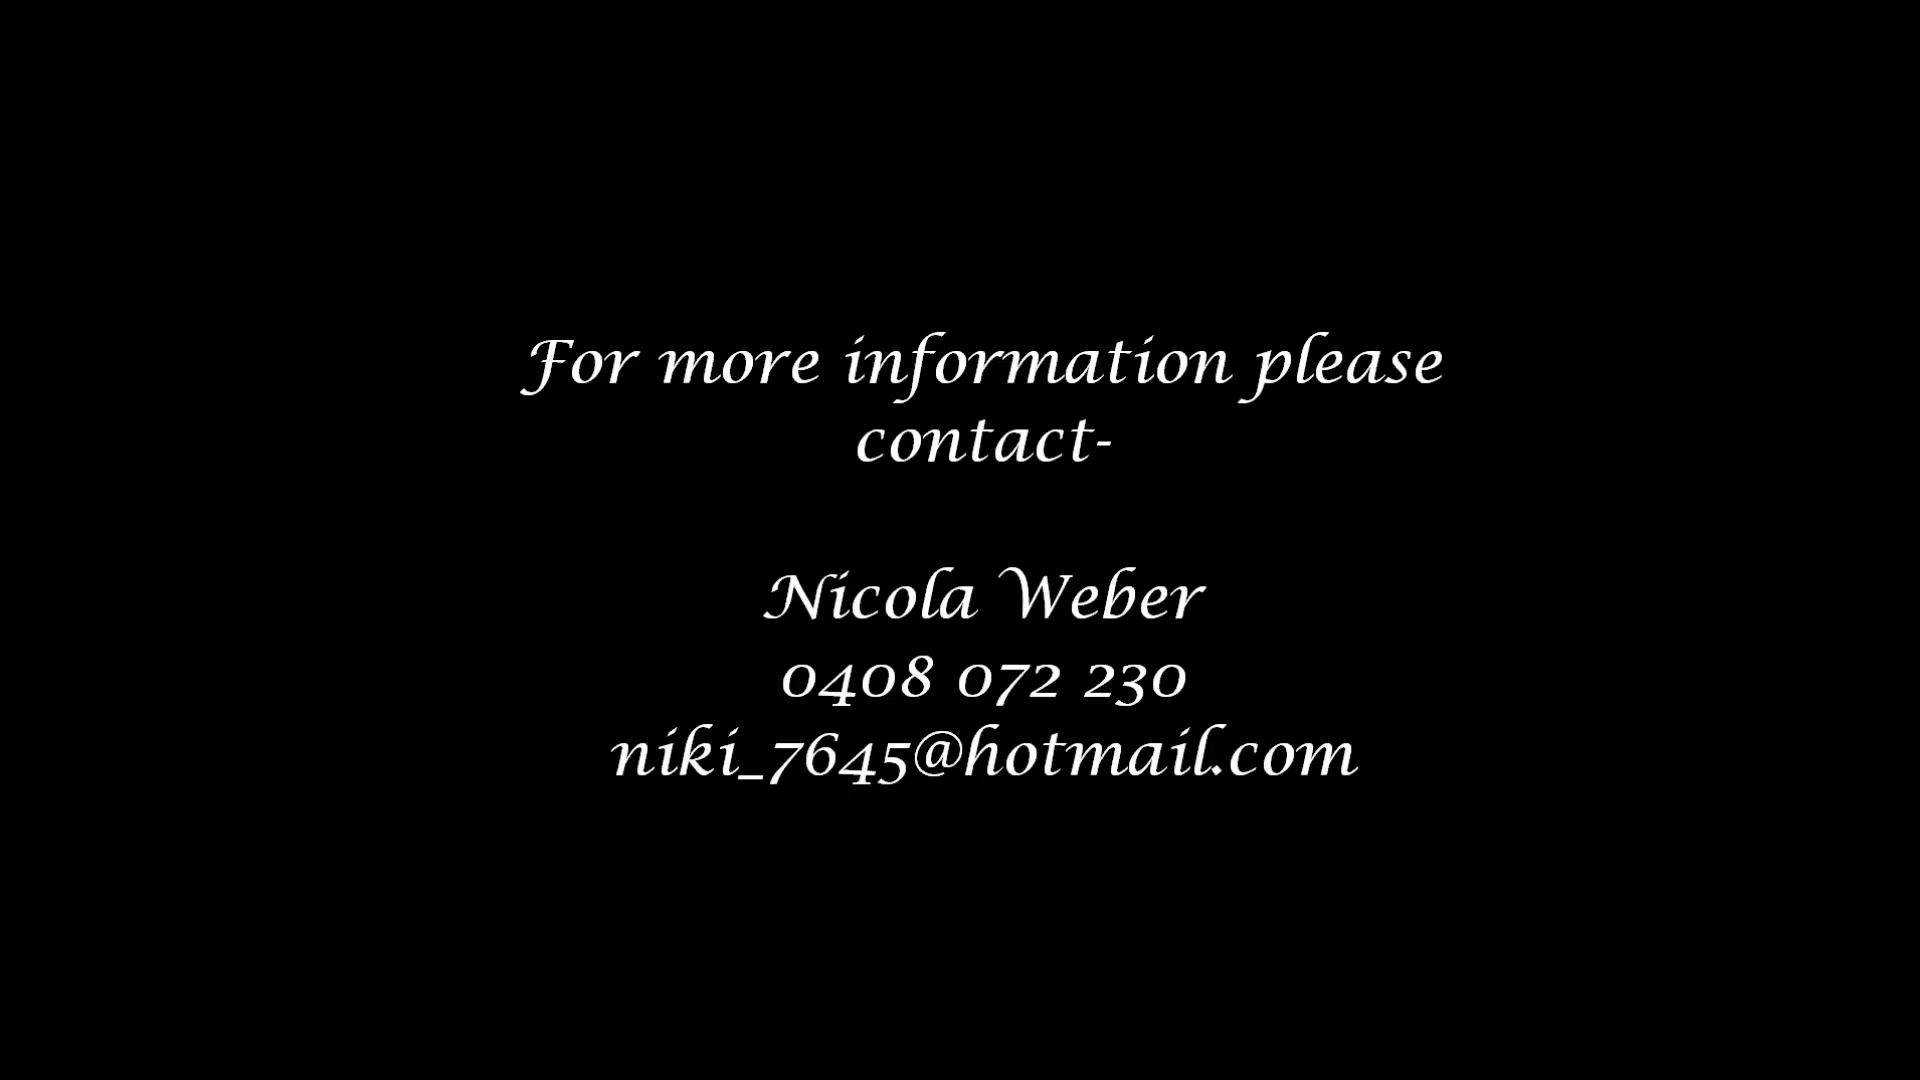 For more information please
contact-
Nicola Weber
0408 072 230
niki_7645@hotmail.com